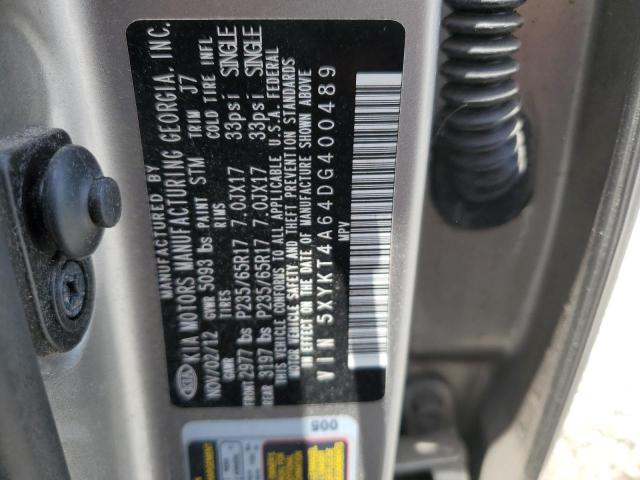 KIA
MANUFACTURED BY
KIA MOTORS MANUFACTURING GEORGIA, INC.
NOV/02/12 PAINT STM TRIM J7
GVWR 5093 lbs
GAWR TIRES RIMS COLD TIRE INFL
FRONT 2977 lbs P235/65R17 7.0JX17 33psi SINGLE
REAR 3197 lbs P235/65R17 7.0JX17 33psi SINGLE
THIS VEHICLE CONFORMS TO ALL APPLICABLE U.S.A. FEDERAL
MOTOR VEHICLE SAFETY AND THEFT PREVENTION STANDARDS
IN EFFECT ON THE DATE OF MANUFACTURE SHOWN ABOVE
VIN 5XYKT4A64DG400489
MPV
005